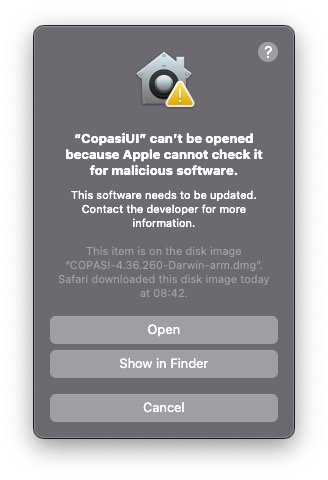 ?
“CopasiUI” can’t be opened
because Apple cannot check it
for malicious software.
This software needs to be updated.
Contact the developer for more
information.
This item is on the disk image
“COPASI-4.36.260-Darwin-arm.dmg”.
Safari downloaded this disk image today
at 08:42.
Open
Show in Finder
Cancel